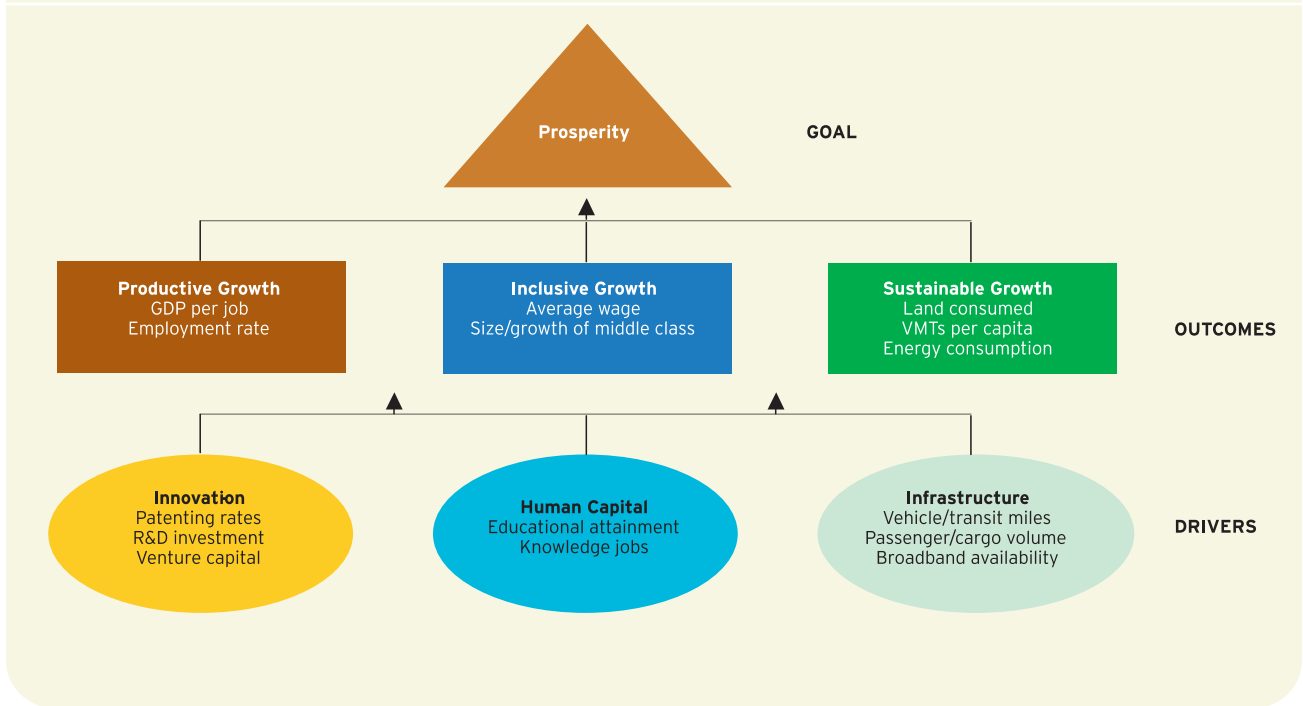 Prosperity
GOAL
Productive Growth
GDP per job
Employment rate
Inclusive Growth
Average wage
Size/growth of middle class
Sustainable Growth
Land consumed
VMTs per capita
Energy consumption
OUTCOMES
Innovation
Patenting rates
R&D investment
Venture capital
Human Capital
Educational attainment
Knowledge jobs
Infrastructure
Vehicle/transit miles
Passenger/cargo volume
Broadband availability
DRIVERS